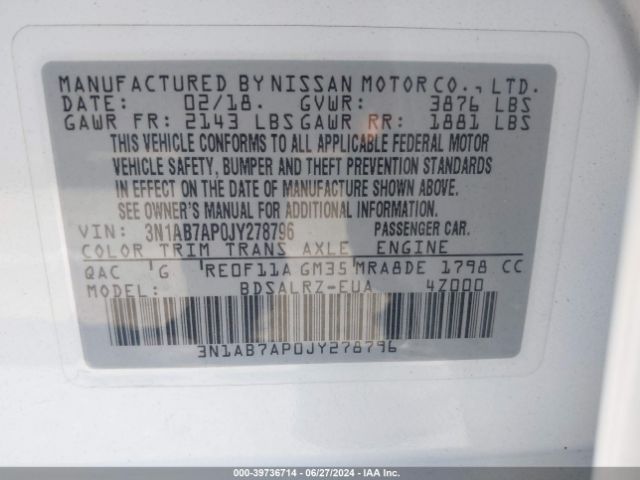 MANUFACTURED BY NISSAN MOTOR CO., LTD.
DATE: 02/18. GVWR: 3876 LBS
GAWR FR: 2143 LBS GAWR RR: 1881 LBS
THIS VEHICLE CONFORMS TO ALL APPLICABLE FEDERAL MOTOR
VEHICLE SAFETY, BUMPER AND THEFT PREVENTION STANDARDS
IN EFFECT ON THE DATE OF MANUFACTURE SHOWN ABOVE.
SEE OWNER'S MANUAL FOR ADDITIONAL INFORMATION.
VIN: 3N1AB7AP0JY278796 PASSENGER CAR.
COLOR TRIM TRANS AXLE ENGINE
QAC G RE0F11A GM35 MRA8DE 1798 CC
MODEL: BDSALRZ-EUA 4Z000
3N1AB7AP0JY278796
000-39736714 - 06/27/2024 - IAA Inc.